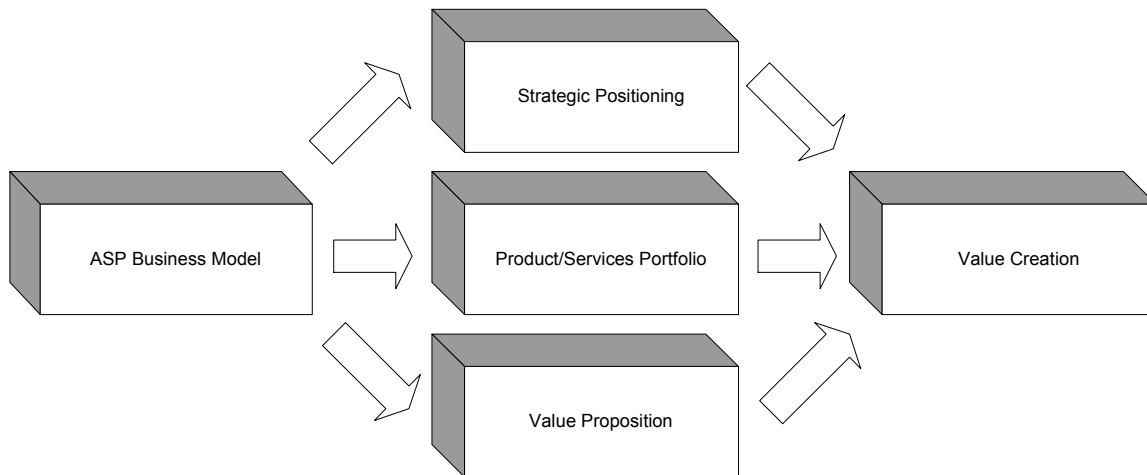 Strategic Positioning
ASP Business Model
Product/Services Portfolio
Value Creation
Value Proposition